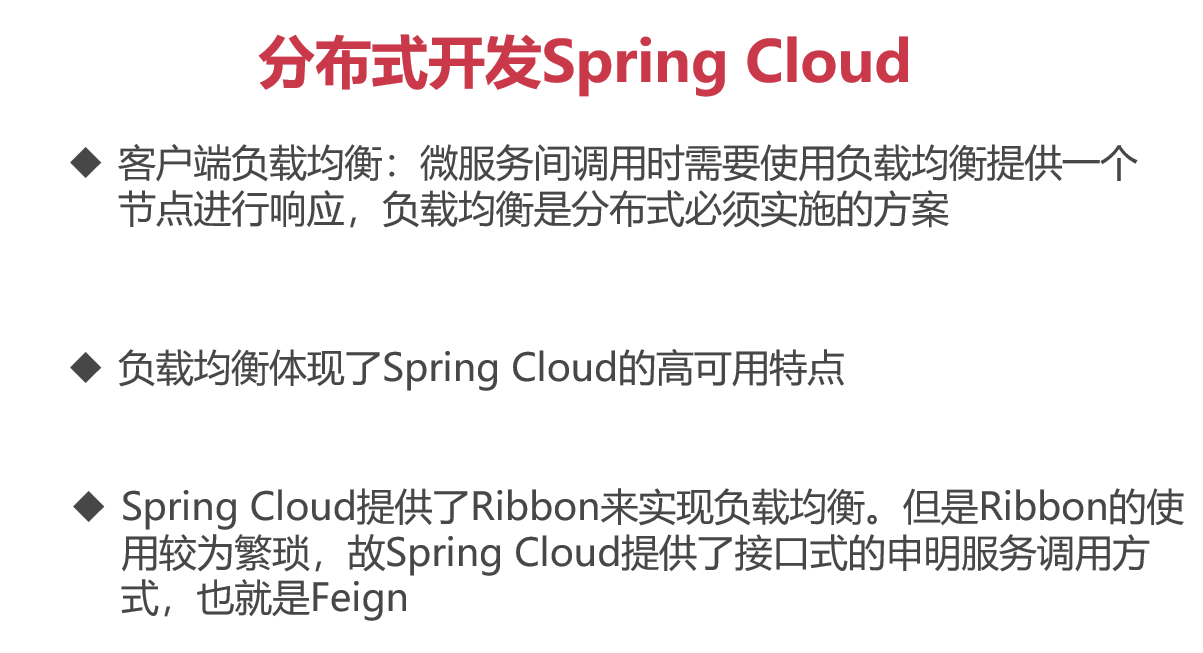 分布式开发Spring Cloud
◆ 客户端负载均衡：微服务间调用时需要使用负载均衡提供一个
节点进行响应，负载均衡是分布式必须实施的方案
◆ 负载均衡体现了Spring Cloud的高可用特点
◆ Spring Cloud提供了Ribbon来实现负载均衡。但是Ribbon的使
用较为繁琐，故Spring Cloud提供了接口式的申明服务调用方
式，也就是Feign